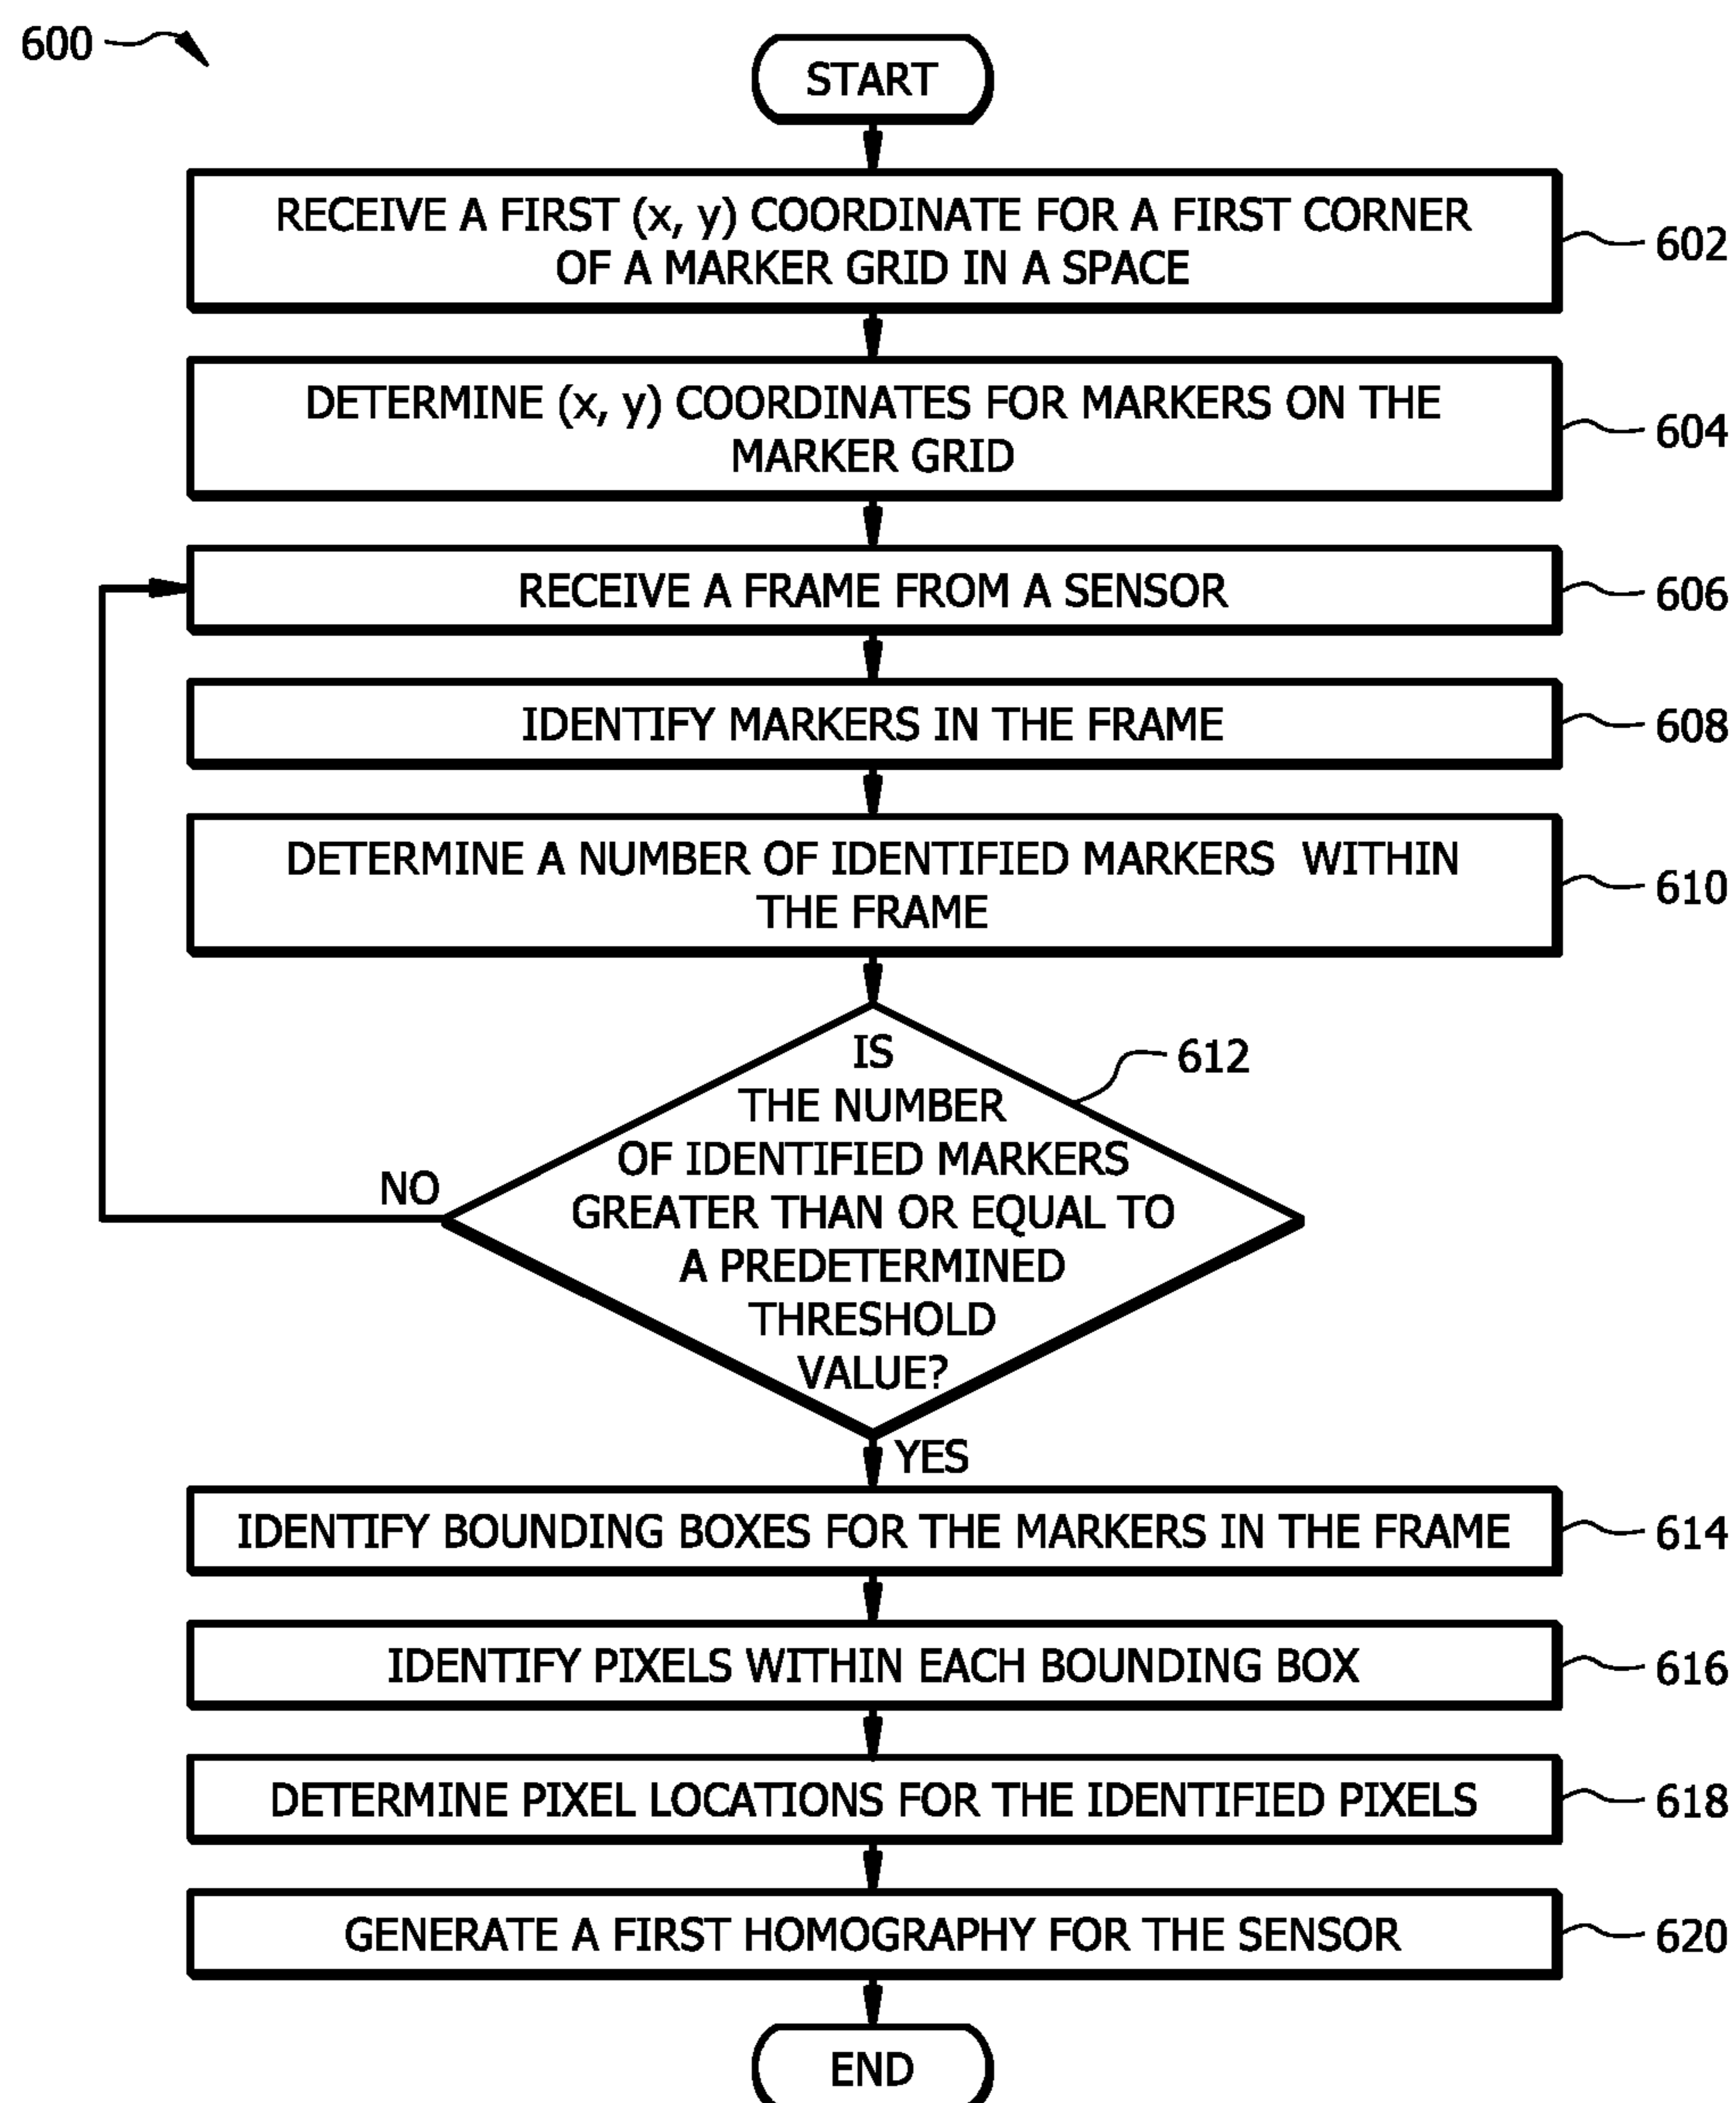 600
START
RECEIVE A FIRST (x, y) COORDINATE FOR A FIRST CORNER
OF A MARKER GRID IN A SPACE
602
DETERMINE (x, y) COORDINATES FOR MARKERS ON THE
MARKER GRID
604
RECEIVE A FRAME FROM A SENSOR
606
IDENTIFY MARKERS IN THE FRAME
608
DETERMINE A NUMBER OF IDENTIFIED MARKERS WITHIN
THE FRAME
610
IS
THE NUMBER
OF IDENTIFIED MARKERS
GREATER THAN OR EQUAL TO
A PREDETERMINED
THRESHOLD
VALUE?
612
NO
YES
IDENTIFY BOUNDING BOXES FOR THE MARKERS IN THE FRAME
614
IDENTIFY PIXELS WITHIN EACH BOUNDING BOX
616
DETERMINE PIXEL LOCATIONS FOR THE IDENTIFIED PIXELS
618
GENERATE A FIRST HOMOGRAPHY FOR THE SENSOR
620
END